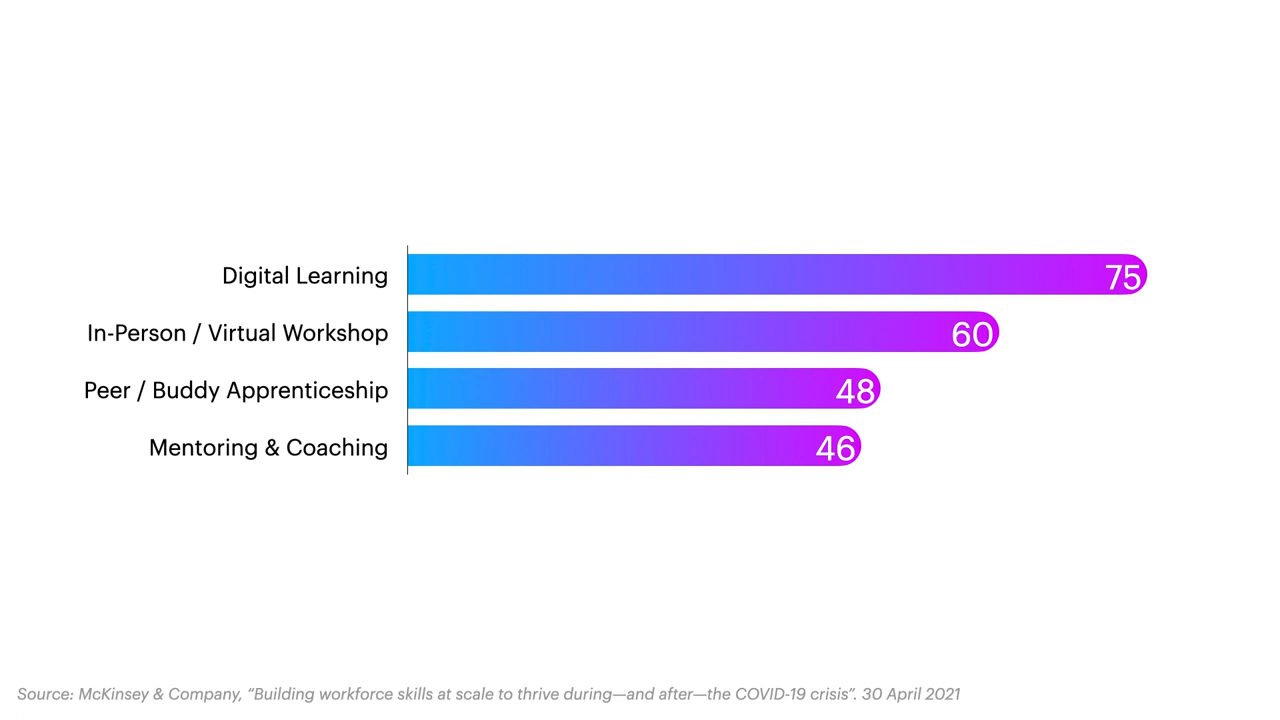 Digital Learning 75
In-Person / Virtual Workshop 60
Peer / Buddy Apprenticeship 48
Mentoring & Coaching 46
Source: McKinsey & Company, “Building workforce skills at scale to thrive during—and after—the COVID-19 crisis”. 30 April 2021